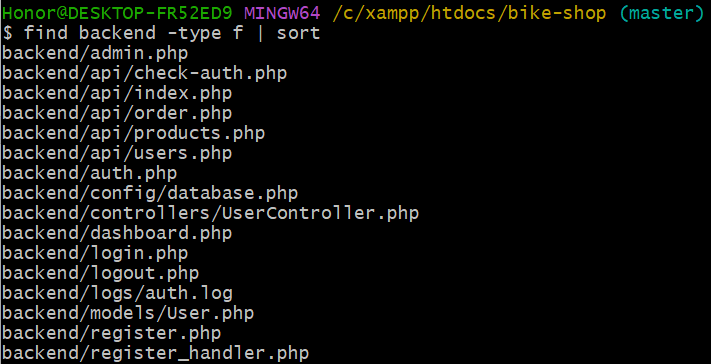 Honor@DESKTOP-FR52ED9 MINGW64 /c/xampp/htdocs/bike-shop (master)
$ find backend -type f | sort
backend/admin.php
backend/api/check-auth.php
backend/api/index.php
backend/api/order.php
backend/api/products.php
backend/api/users.php
backend/auth.php
backend/config/database.php
backend/controllers/UserController.php
backend/dashboard.php
backend/login.php
backend/logout.php
backend/logs/auth.log
backend/models/User.php
backend/register.php
backend/register_handler.php